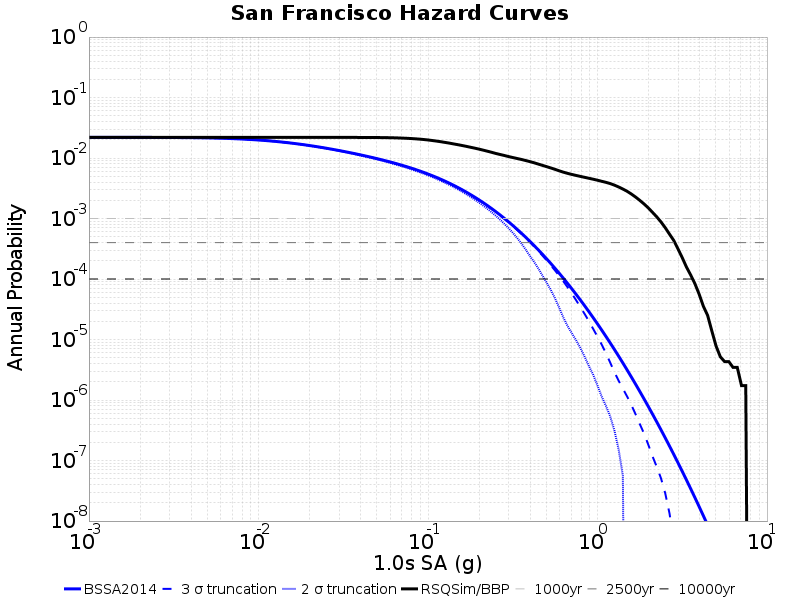 San Francisco Hazard Curves
Annual Probability
10^0
10^-1
10^-2
10^-3
10^-4
10^-5
10^-6
10^-7
10^-8
10^-3 10^-2 10^-1 10^0 10^1
1.0s SA (g)
BSSA2014 3 σ truncation 2 σ truncation RSQSim/BBP 1000yr 2500yr 10000yr